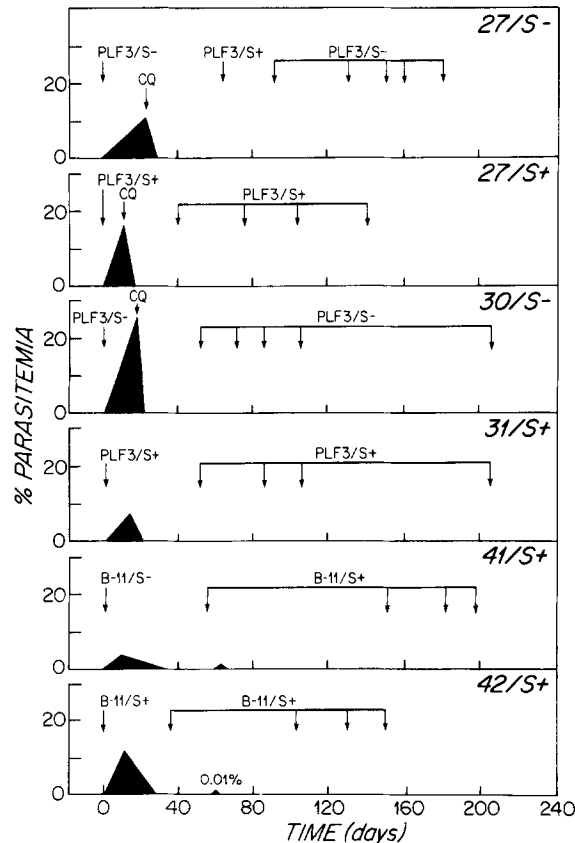 27/S-
PLF3/S- PLF3/S+ PLF3/S-
CQ
20
0
27/S+
PLF3/S+ PLF3/S+
CQ
20
0
30/S-
CQ
PLF3/S- PLF3/S-
20
0
31/S+
PLF3/S+ PLF3/S+
20
0
41/S+
B-11/S- B-11/S+
20
0
42/S+
B-11/S+ B-11/S+
20
0.01%
0
0 40 80 120 160 200 240
TIME (days)
% PARASITEMIA